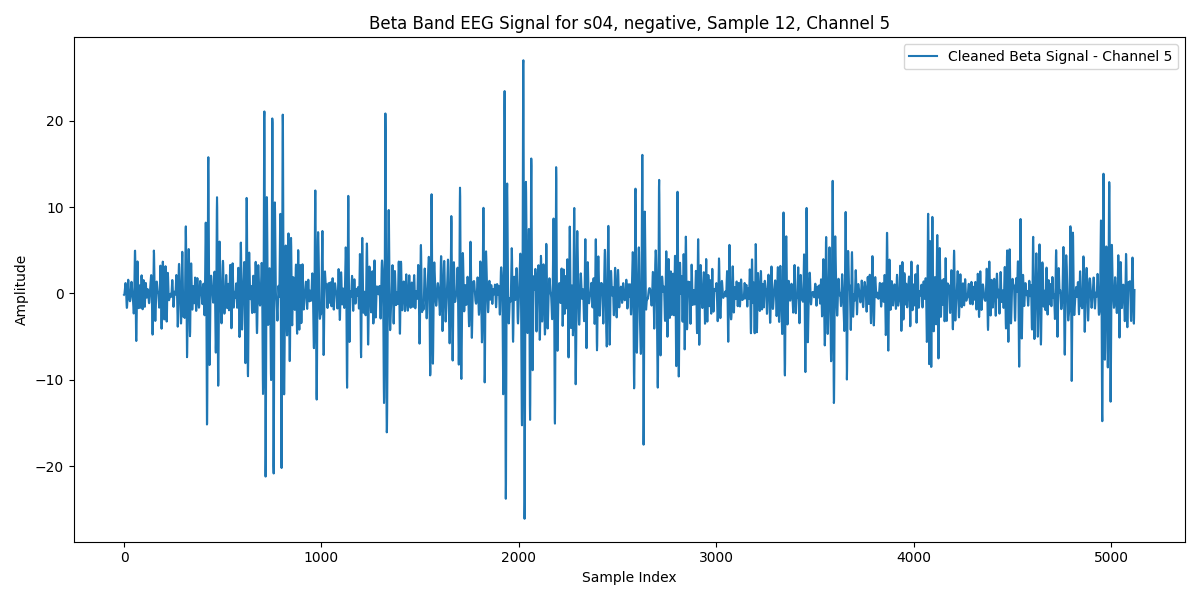 Beta Band EEG Signal for s04, negative, Sample 12, Channel 5
Cleaned Beta Signal - Channel 5
Amplitude
20
10
0
−10
−20
0 1000 2000 3000 4000 5000
Sample Index